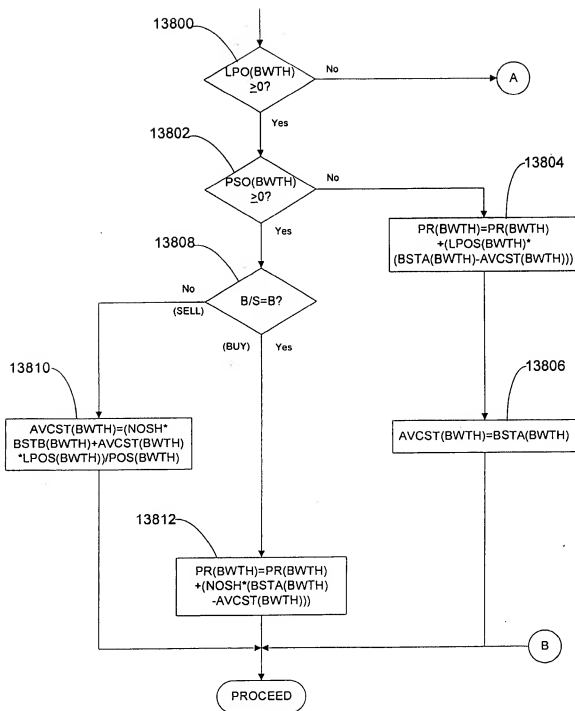 13800
LPO(BWTH)
≥0?
No
A
Yes
13802
PSO(BWTH)
≥0?
No
13804
PR(BWTH)=PR(BWTH)
+(LPOS(BWTH)*
(BSTA(BWTH)-AVCST(BWTH)))
Yes
13808
B/S=B?
No
(SELL)
(BUY)
Yes
13810
AVCST(BWTH)=(NOSH*
BSTB(BWTH)+AVCST(BWTH)
*LPOS(BWTH))/POS(BWTH)
13806
AVCST(BWTH)=BSTA(BWTH)
13812
PR(BWTH)=PR(BWTH)
+(NOSH*(BSTA(BWTH)
-AVCST(BWTH)))
B
PROCEED